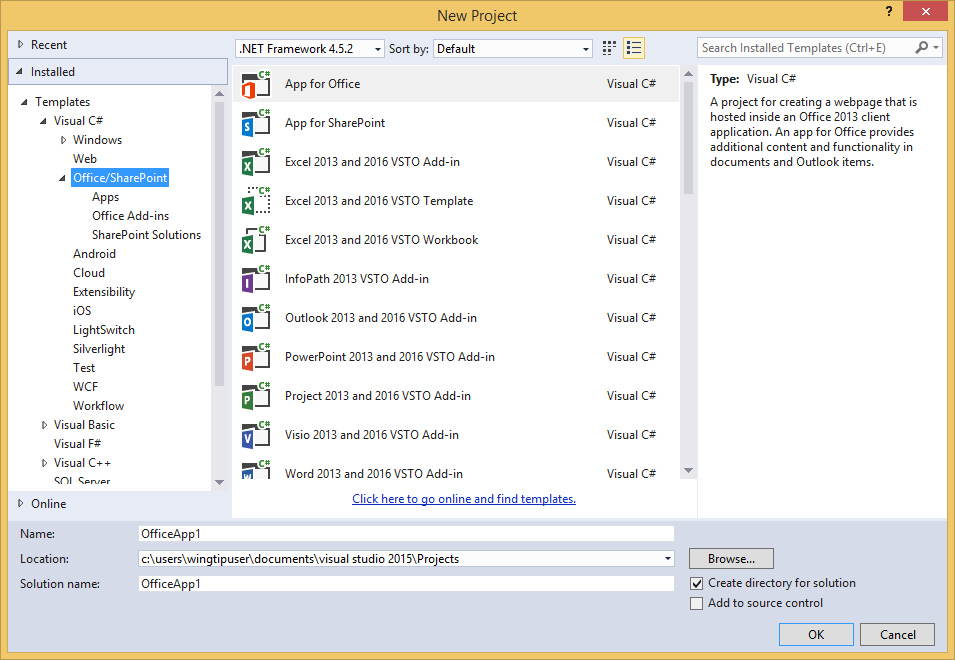 New Project
?
Recent
.NET Framework 4.5.2
Sort by:
Default
Search Installed Templates (Ctrl+E)
Installed
Templates
Visual C#
Windows
Web
Office/SharePoint
Apps
Office Add-ins
SharePoint Solutions
Android
Cloud
Extensibility
iOS
LightSwitch
Silverlight
Test
WCF
Workflow
Visual Basic
Visual F#
Visual C++
SQL Server
Online
C# App for Office Visual C#
C# S App for SharePoint Visual C#
C# X Excel 2013 and 2016 VSTO Add-in Visual C#
C# X Excel 2013 and 2016 VSTO Template Visual C#
C# X Excel 2013 and 2016 VSTO Workbook Visual C#
C# I InfoPath 2013 VSTO Add-in Visual C#
C# O Outlook 2013 and 2016 VSTO Add-in Visual C#
C# P PowerPoint 2013 and 2016 VSTO Add-in Visual C#
C# P Project 2013 and 2016 VSTO Add-in Visual C#
C# V Visio 2013 and 2016 VSTO Add-in Visual C#
C# W Word 2013 and 2016 VSTO Add-in Visual C#
Click here to go online and find templates.
Type: Visual C#
A project for creating a webpage that is
hosted inside an Office 2013 client
application. An app for Office provides
additional content and functionality in
documents and Outlook items.
Name: OfficeApp1
Location: c:\users\wingtipuser\documents\visual studio 2015\Projects
Browse...
Solution name: OfficeApp1
Create directory for solution
Add to source control
OK
Cancel